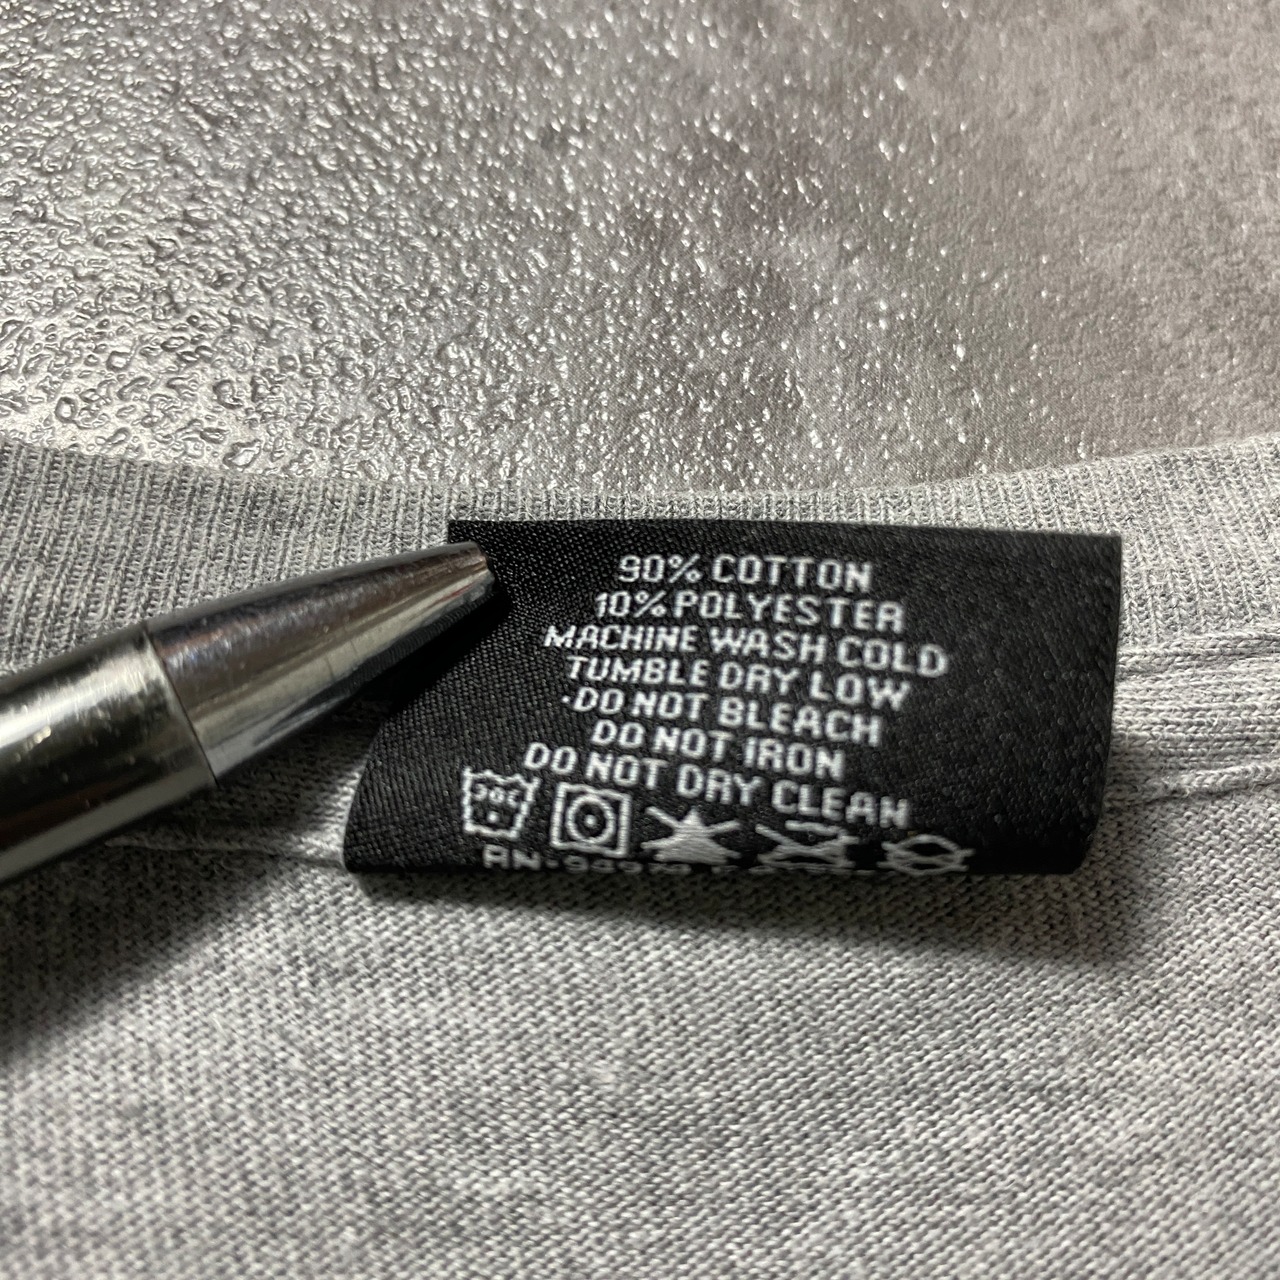 90% COTTON
10% POLYESTER
MACHINE WASH COLD
TUMBLE DRY LOW
·DO NOT BLEACH
DO NOT IRON
DO NOT DRY CLEAN
30C